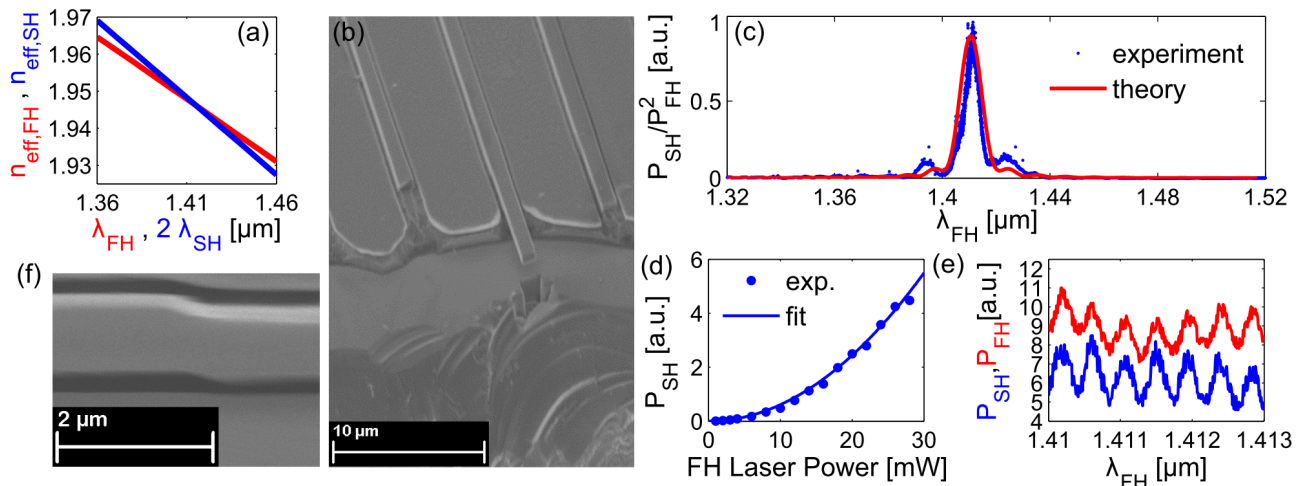 (a)
n_eff,FH , n_eff,SH
1.97
1.96
1.95
1.94
1.93
1.36 1.41 1.46
λ_FH , 2 λ_SH [μm]
(b)
10 μm
(c)
P_SH/P²_FH [a.u.]
1
0.5
0
experiment
theory
1.32 1.36 1.4 1.44 1.48 1.52
λ_FH [μm]
(f)
2 μm
(d)
P_SH [a.u.]
6
4
2
0
exp.
fit
0 10 20 30
FH Laser Power [mW]
(e)
P_SH, P_FH [a.u.]
12
11
10
9
8
7
6
5
4
1.41 1.411 1.412 1.413
λ_FH [μm]